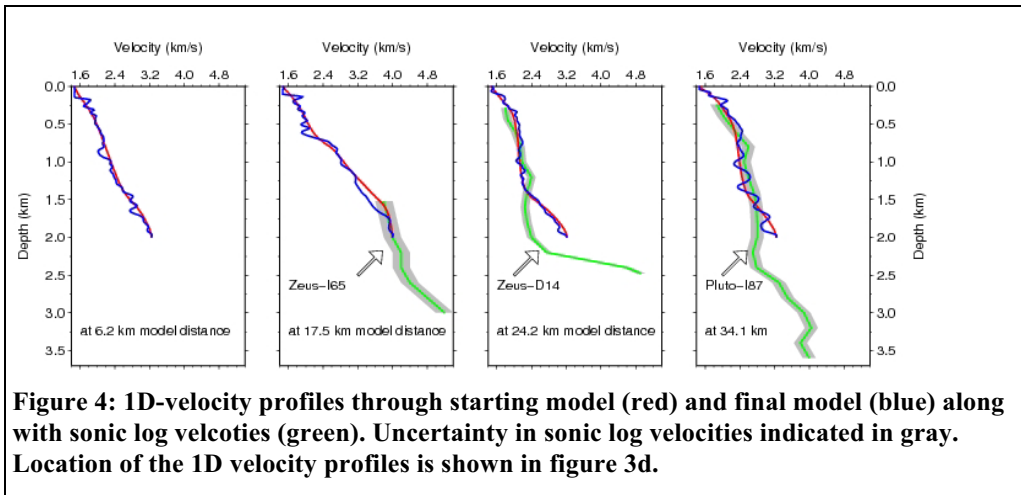 Velocity (km/s) Velocity (km/s) Velocity (km/s) Velocity (km/s)
1.6 2.4 3.2 4.0 4.8 1.6 2.4 3.2 4.0 4.8 1.6 2.4 3.2 4.0 4.8 1.6 2.4 3.2 4.0 4.8
0.0 0.0
0.5 0.5
1.0 1.0
1.5 1.5
2.0 2.0
2.5 2.5
3.0 3.0
3.5 3.5
Depth (km) Depth (km)
Zeus-I65 Zeus-D14 Pluto-I87
at 6.2 km model distance at 17.5 km model distance at 24.2 km model distance at 34.1 km
Figure 4: 1D-velocity profiles through starting model (red) and final model (blue) along
with sonic log velcoties (green). Uncertainty in sonic log velocities indicated in gray.
Location of the 1D velocity profiles is shown in figure 3d.